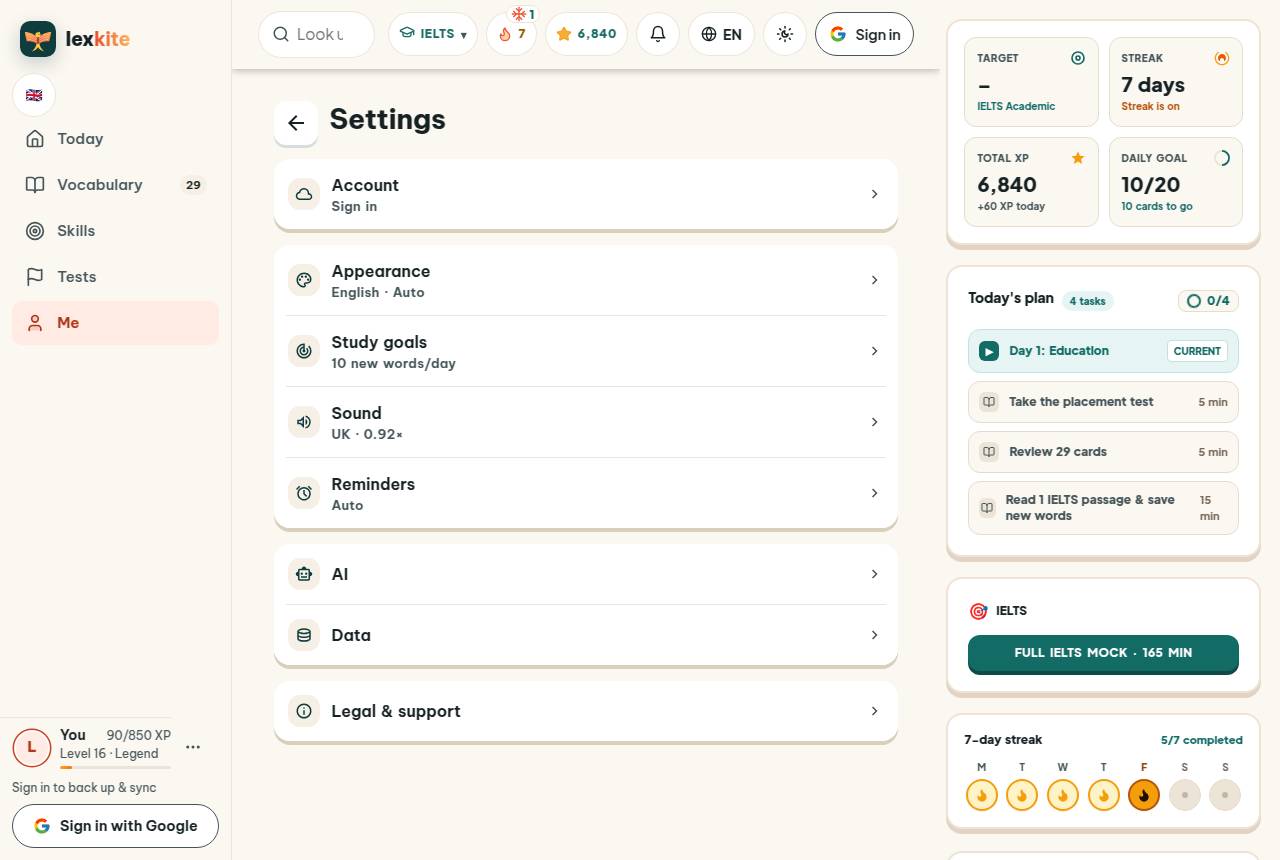 lexkite
Today
Vocabulary 29
Skills
Tests
Me
You 90/850 XP
Level 16 · Legend
Sign in to back up & sync
Sign in with Google
L
IELTS ▾
1
7
6,840
EN
Sign in
Settings
Account
Sign in
Appearance
English · Auto
Study goals
10 new words/day
Sound
UK · 0.92×
Reminders
Auto
AI
Data
Legal & support
TARGET
–
IELTS Academic
STREAK
7 days
Streak is on
TOTAL XP
6,840
+60 XP today
DAILY GOAL
10/20
10 cards to go
Today's plan 4 tasks 0/4
Day 1: Education CURRENT
Take the placement test 5 min
Review 29 cards 5 min
Read 1 IELTS passage & save new words 15 min
IELTS
FULL IELTS MOCK · 165 MIN
7-day streak 5/7 completed
M T W T F S S